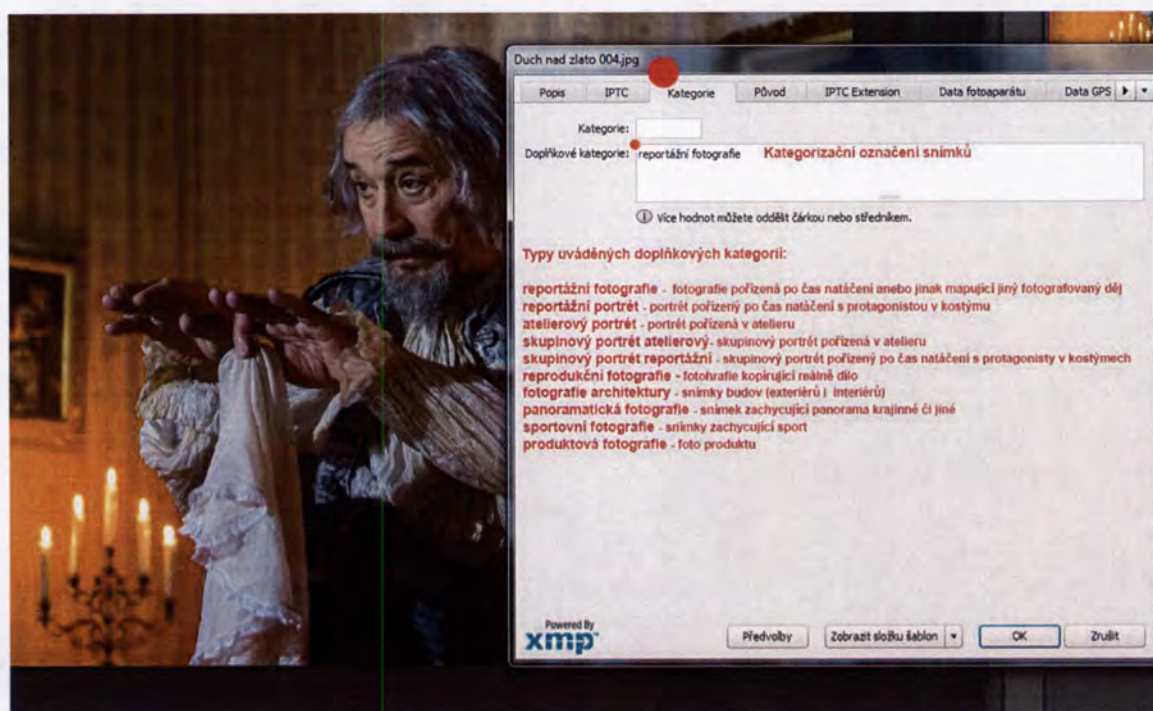 Duch nad zlato 004.jpg
Popis IPTC Kategorie Původ IPTC Extension Data fotoaparátu Data GPS
Kategorie:
Doplňkové kategorie: reportážní fotografie Kategorizační označení snímků
Více hodnot můžete oddělit čárkou nebo středníkem.
Typy uváděných doplňkových kategorií:
reportážní fotografie - fotografie pořízená po čas natáčení anebo jinak mapující jiný fotografovaný děj
reportážní portrét - portrét pořízený po čas natáčení s protagonistou v kostýmu
atelierový portrét - portrét pořízená v atelieru
skupinový portrét atelierový- skupinový portrét pořízená v atelieru
skupinový portrét reportážní - skupinový portrét pořízený po čas natáčení s protagonisty v kostýmech
reprodukční fotografie - fotohrafie kopírující reálné dílo
fotografie architektury - snímky budov (exteriérů i interiérů)
panoramatická fotografie - snímek zachycující panorama krajinné či jiné
sportovní fotografie - snímky zachycující sport
produktová fotografie - foto produktu
Powered By
xmp™
Předvolby Zobrazit složku šablon OK Zrušit